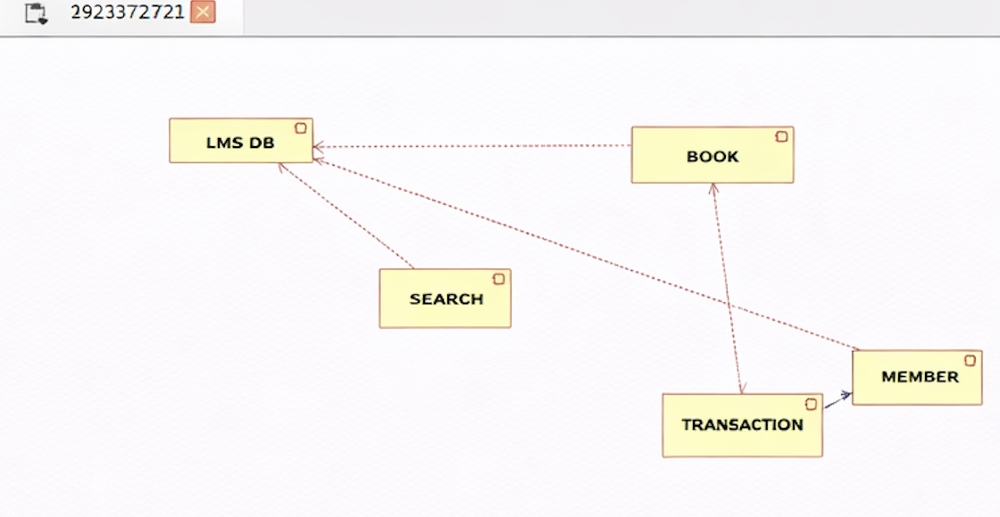 2923372721
LMS DB
BOOK
SEARCH
MEMBER
TRANSACTION